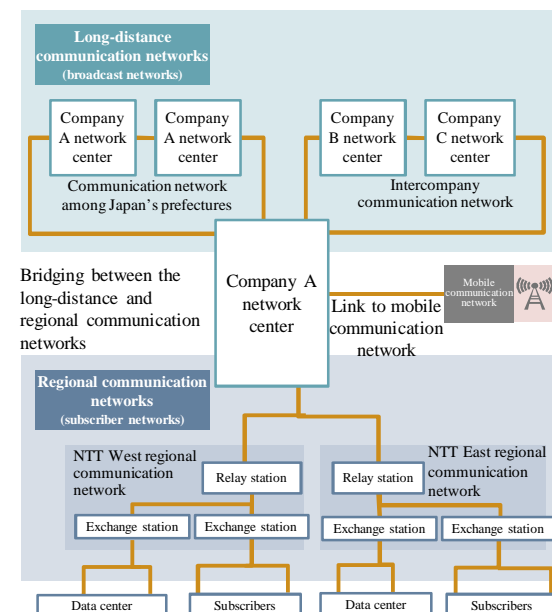 Long-distance
communication networks
(broadcast networks)
Company
A network
center
Company
A network
center
Company
B network
center
Company
C network
center
Communication network
among Japan's prefectures
Intercompany
communication network
Bridging between the
long-distance and
regional communication
networks
Company A
network
center
Link to mobile
communication
network
Mobile
communication
network
Regional communication
networks
(subscriber networks)
NTT West regional
communication
network
Relay station
Relay station
NTT East regional
communication
network
Exchange station
Exchange station
Exchange station
Exchange station
Data center
Subscribers
Data center
Subscribers